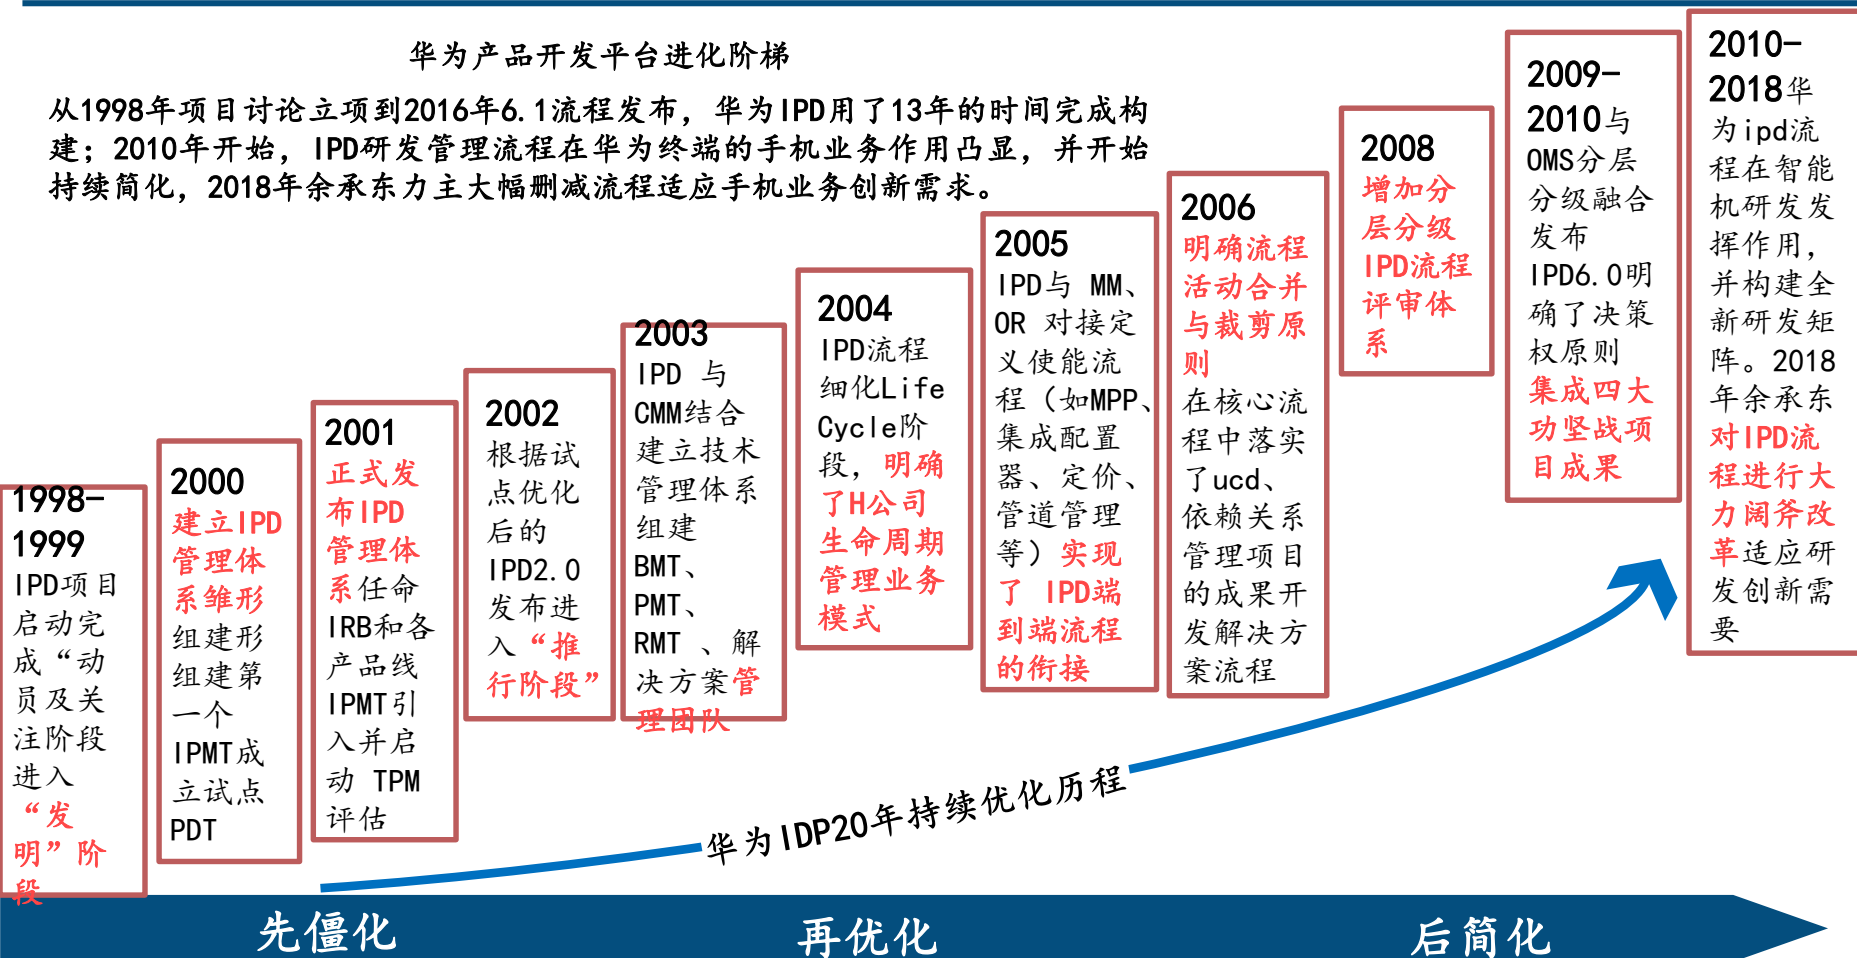 华为产品开发平台进化阶梯
从1998年项目讨论立项到2016年6.1流程发布，华为IPD用了13年的时间完成构
建；2010年开始，IPD研发管理流程在华为终端的手机业务作用凸显，并开始
持续简化，2018年余承东力主大幅删减流程适应手机业务创新需求。
1998-
1999
IPD项目
启动完
成“动
员及关
注阶段
进入
“发
明”阶
段
2000
建立IPD
管理体
系雏形
组建形
组建第
一个
IPMT成
立试点
PDT
2001
正式发
布IPD
管理体
系任命
IRB和各
产品线
IPMT引
入并启
动 TPM
评估
2002
根据试
点优化
后的
IPD2.0
发布进
入“推
行阶段”
2003
IPD 与
CMM结合
建立技术
管理体系
组建
BMT、
PMT、
RMT 、解
决方案管
理团队
2004
IPD流程
细化Life
Cycle阶
段，明确
了H公司
生命周期
管理业务
模式
2005
IPD与 MM、
OR 对接定
义使能流
程（如MPP、
集成配置
器、定价、
管道管理
等）实现
了 IPD端
到端流程
的衔接
2006
明确流程
活动合并
与裁剪原
则
在核心流
程中落实
了ucd、
依赖关系
管理项目
的成果开
发解决方
案流程
2008
增加分
层分级
IPD流程
评审体
系
2009-
2010与
OMS分层
分级融合
发布
IPD6.0明
确了决策
权原则
集成四大
功坚战项
目成果
2010-
2018华
为ipd流
程在智能
机研发发
挥作用，
并构建全
新研发矩
阵。2018
年余承东
对IPD流
程进行大
力阔斧改
革适应研
发创新需
要
华为IDP20年持续优化历程
先僵化
再优化
后简化